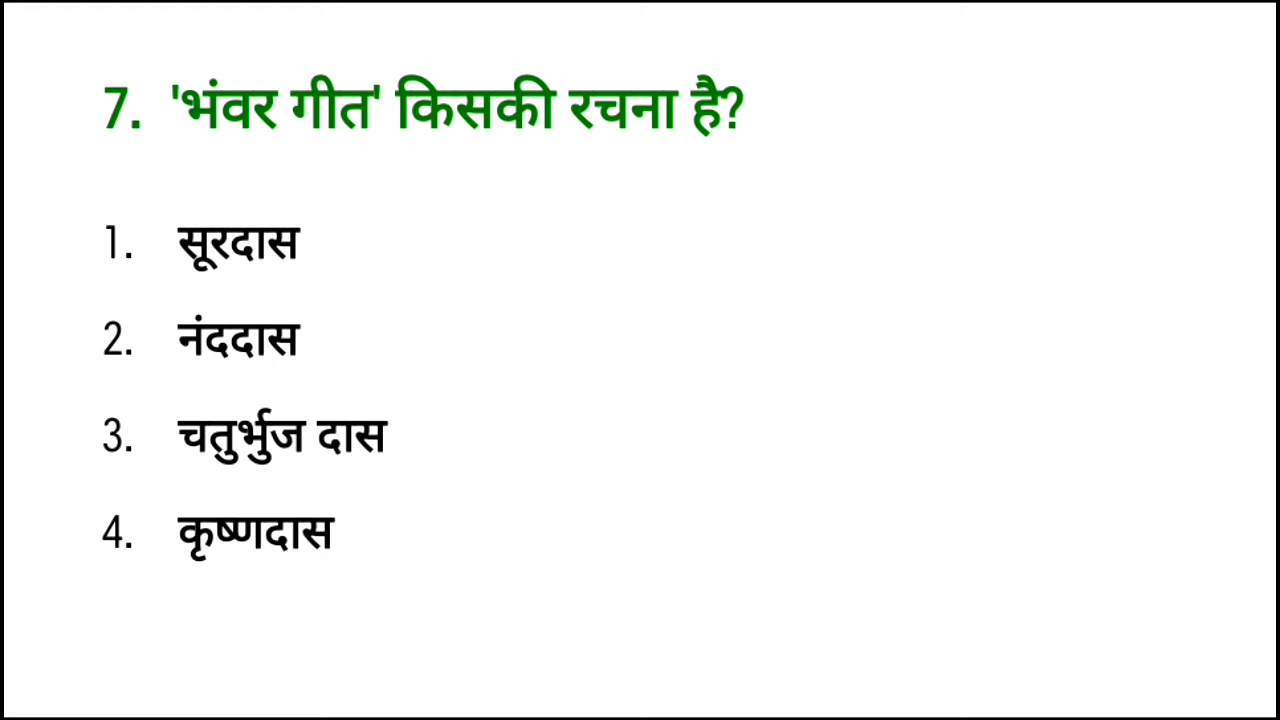 7. 'भंवर गीत' किसकी रचना है?
1. सूरदास
2. नंददास
3. चतुर्भुज दास
4. कृष्णदास